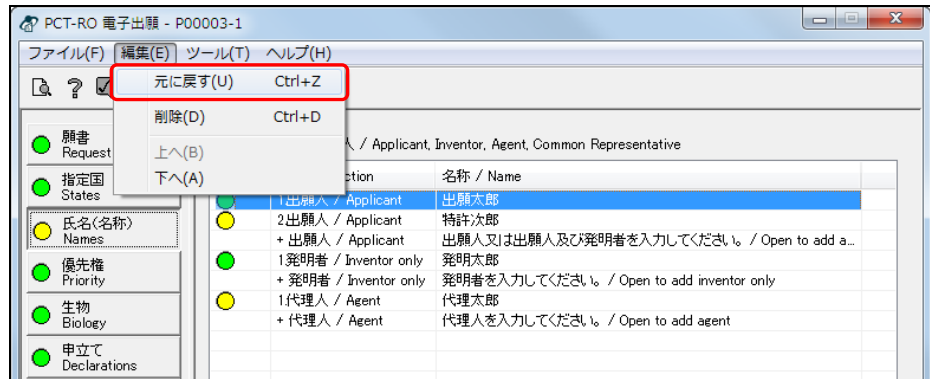 PCT-RO 電子出願 - P00003-1
ファイル(F) 編集(E) ツール(T) ヘルプ(H)
元に戻す(U) Ctrl+Z
削除(D) Ctrl+D
上へ(B)
下へ(A)
願書
Request
指定国
States
氏名(名称)
Names
優先権
Priority
生物
Biology
申立て
Declarations
/ Applicant, Inventor, Agent, Common Representative
ction 名称 / Name
1出願人 / Applicant 出願太郎
2出願人 / Applicant 特許次郎
+ 出願人 / Applicant 出願人又は出願人及び発明者を入力してください。 / Open to add a...
1発明者 / Inventor only 発明太郎
+ 発明者 / Inventor only 発明者を入力してください。 / Open to add inventor only
1代理人 / Agent 代理太郎
+ 代理人 / Agent 代理人を入力してください。 / Open to add agent